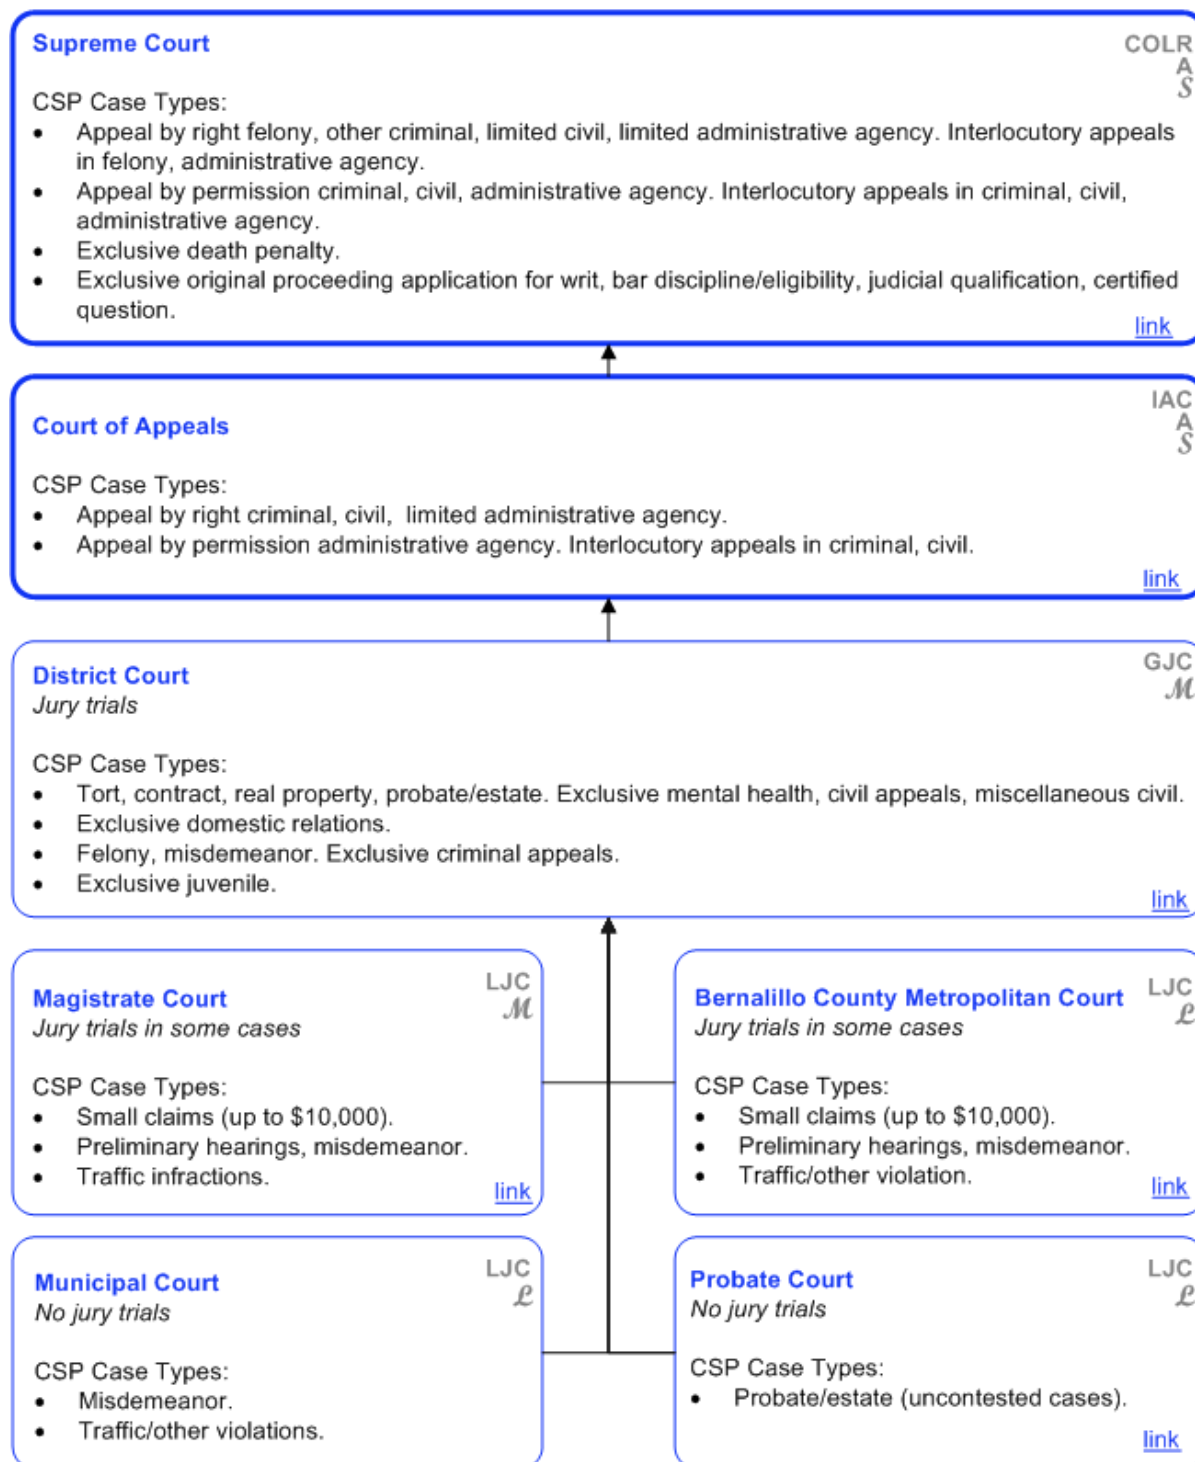 Supreme Court
COLR
A
S
CSP Case Types:
• Appeal by right felony, other criminal, limited civil, limited administrative agency. Interlocutory appeals
in felony, administrative agency.
• Appeal by permission criminal, civil, administrative agency. Interlocutory appeals in criminal, civil,
administrative agency.
• Exclusive death penalty.
• Exclusive original proceeding application for writ, bar discipline/eligibility, judicial qualification, certified
question.
link
Court of Appeals
IAC
A
S
CSP Case Types:
• Appeal by right criminal, civil, limited administrative agency.
• Appeal by permission administrative agency. Interlocutory appeals in criminal, civil.
link
District Court
GJC
M
Jury trials
CSP Case Types:
• Tort, contract, real property, probate/estate. Exclusive mental health, civil appeals, miscellaneous civil.
• Exclusive domestic relations.
• Felony, misdemeanor. Exclusive criminal appeals.
• Exclusive juvenile.
link
Magistrate Court
LJC
M
Jury trials in some cases
CSP Case Types:
• Small claims (up to $10,000).
• Preliminary hearings, misdemeanor.
• Traffic infractions.
link
Bernalillo County Metropolitan Court
LJC
L
Jury trials in some cases
CSP Case Types:
• Small claims (up to $10,000).
• Preliminary hearings, misdemeanor.
• Traffic/other violation.
link
Municipal Court
LJC
L
No jury trials
CSP Case Types:
• Misdemeanor.
• Traffic/other violations.
Probate Court
LJC
L
No jury trials
CSP Case Types:
• Probate/estate (uncontested cases).
link